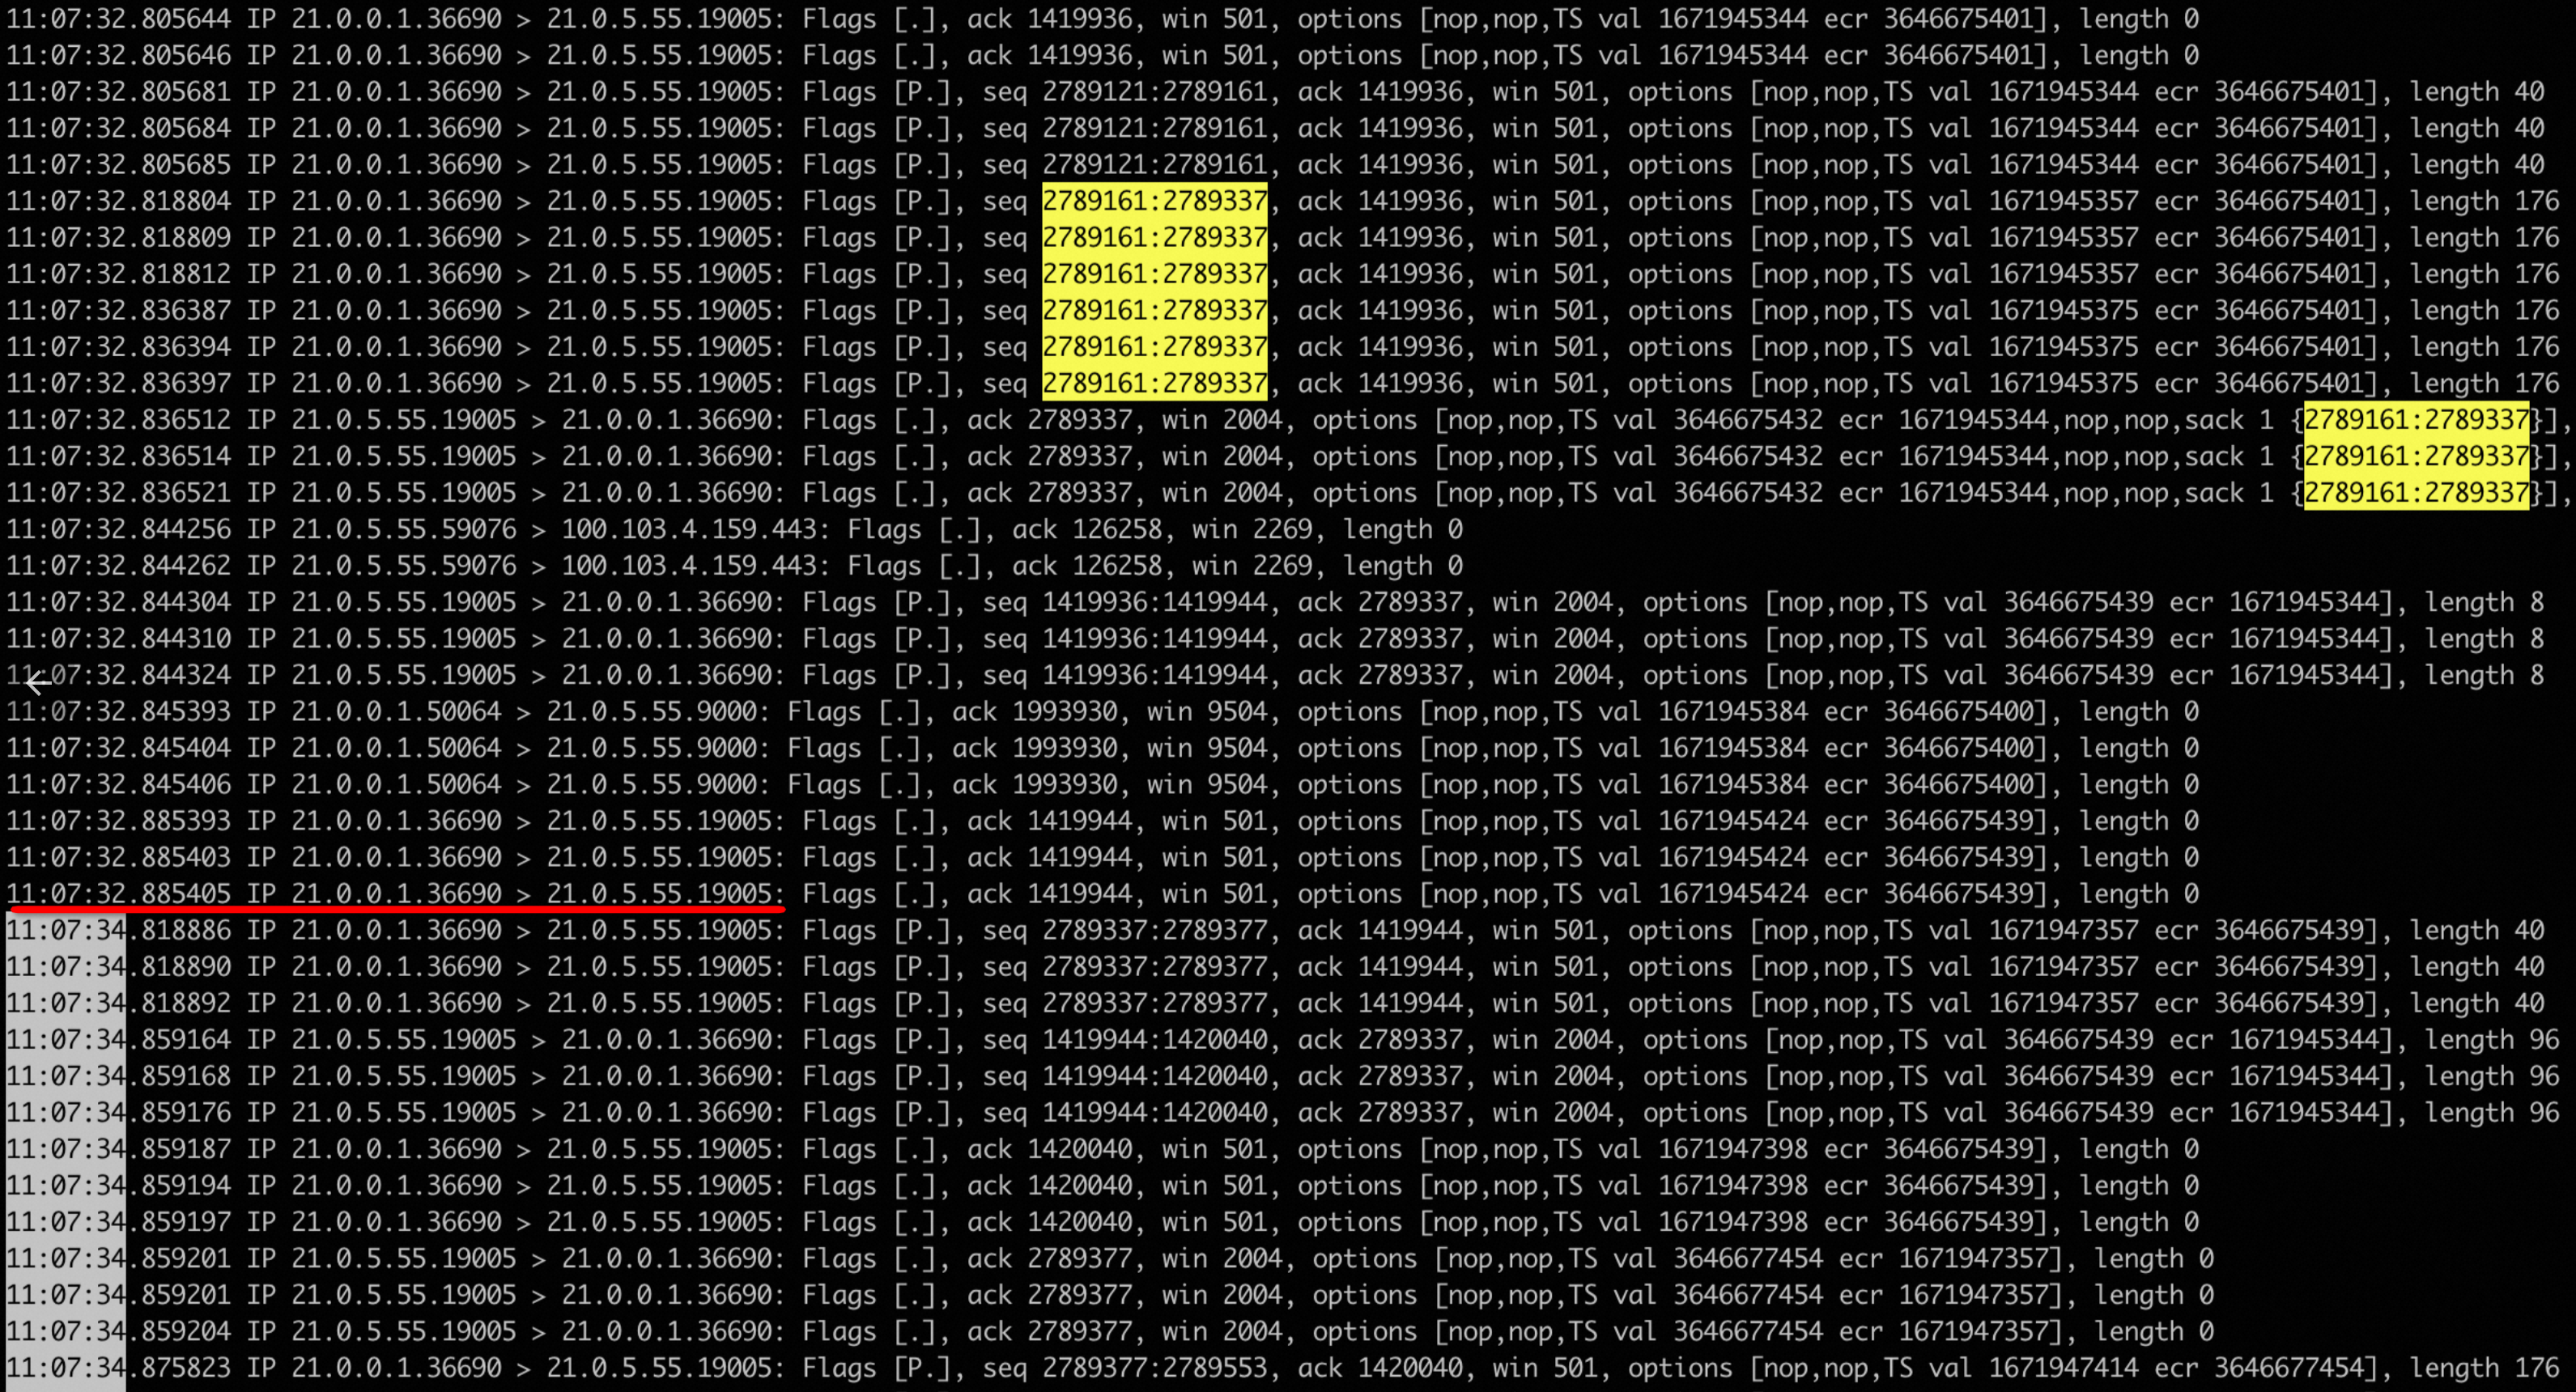 11:07:32.805644 IP 21.0.0.1.36690 > 21.0.5.55.19005: Flags [.], ack 1419936, win 501, options [nop,nop,TS val 1671945344 ecr 3646675401], length 0
11:07:32.805646 IP 21.0.0.1.36690 > 21.0.5.55.19005: Flags [.], ack 1419936, win 501, options [nop,nop,TS val 1671945344 ecr 3646675401], length 0
11:07:32.805681 IP 21.0.0.1.36690 > 21.0.5.55.19005: Flags [P.], seq 2789121:2789161, ack 1419936, win 501, options [nop,nop,TS val 1671945344 ecr 3646675401], length 40
11:07:32.805684 IP 21.0.0.1.36690 > 21.0.5.55.19005: Flags [P.], seq 2789121:2789161, ack 1419936, win 501, options [nop,nop,TS val 1671945344 ecr 3646675401], length 40
11:07:32.805685 IP 21.0.0.1.36690 > 21.0.5.55.19005: Flags [P.], seq 2789121:2789161, ack 1419936, win 501, options [nop,nop,TS val 1671945344 ecr 3646675401], length 40
11:07:32.818804 IP 21.0.0.1.36690 > 21.0.5.55.19005: Flags [P.], seq 2789161:2789337, ack 1419936, win 501, options [nop,nop,TS val 1671945357 ecr 3646675401], length 176
11:07:32.818809 IP 21.0.0.1.36690 > 21.0.5.55.19005: Flags [P.], seq 2789161:2789337, ack 1419936, win 501, options [nop,nop,TS val 1671945357 ecr 3646675401], length 176
11:07:32.818812 IP 21.0.0.1.36690 > 21.0.5.55.19005: Flags [P.], seq 2789161:2789337, ack 1419936, win 501, options [nop,nop,TS val 1671945357 ecr 3646675401], length 176
11:07:32.836387 IP 21.0.0.1.36690 > 21.0.5.55.19005: Flags [P.], seq 2789161:2789337, ack 1419936, win 501, options [nop,nop,TS val 1671945375 ecr 3646675401], length 176
11:07:32.836394 IP 21.0.0.1.36690 > 21.0.5.55.19005: Flags [P.], seq 2789161:2789337, ack 1419936, win 501, options [nop,nop,TS val 1671945375 ecr 3646675401], length 176
11:07:32.836397 IP 21.0.0.1.36690 > 21.0.5.55.19005: Flags [P.], seq 2789161:2789337, ack 1419936, win 501, options [nop,nop,TS val 1671945375 ecr 3646675401], length 176
11:07:32.836512 IP 21.0.5.55.19005 > 21.0.0.1.36690: Flags [.], ack 2789337, win 2004, options [nop,nop,TS val 3646675432 ecr 1671945344,nop,nop,sack 1 {2789161:2789337}],
11:07:32.836514 IP 21.0.5.55.19005 > 21.0.0.1.36690: Flags [.], ack 2789337, win 2004, options [nop,nop,TS val 3646675432 ecr 1671945344,nop,nop,sack 1 {2789161:2789337}],
11:07:32.836521 IP 21.0.5.55.19005 > 21.0.0.1.36690: Flags [.], ack 2789337, win 2004, options [nop,nop,TS val 3646675432 ecr 1671945344,nop,nop,sack 1 {2789161:2789337}],
11:07:32.844256 IP 21.0.5.55.59076 > 100.103.4.159.443: Flags [.], ack 126258, win 2269, length 0
11:07:32.844262 IP 21.0.5.55.59076 > 100.103.4.159.443: Flags [.], ack 126258, win 2269, length 0
11:07:32.844304 IP 21.0.5.55.19005 > 21.0.0.1.36690: Flags [P.], seq 1419936:1419944, ack 2789337, win 2004, options [nop,nop,TS val 3646675439 ecr 1671945344], length 8
11:07:32.844310 IP 21.0.5.55.19005 > 21.0.0.1.36690: Flags [P.], seq 1419936:1419944, ack 2789337, win 2004, options [nop,nop,TS val 3646675439 ecr 1671945344], length 8
11:07:32.844324 IP 21.0.5.55.19005 > 21.0.0.1.36690: Flags [P.], seq 1419936:1419944, ack 2789337, win 2004, options [nop,nop,TS val 3646675439 ecr 1671945344], length 8
11:07:32.845393 IP 21.0.0.1.50064 > 21.0.5.55.9000: Flags [.], ack 1993930, win 9504, options [nop,nop,TS val 1671945384 ecr 3646675400], length 0
11:07:32.845404 IP 21.0.0.1.50064 > 21.0.5.55.9000: Flags [.], ack 1993930, win 9504, options [nop,nop,TS val 1671945384 ecr 3646675400], length 0
11:07:32.845406 IP 21.0.0.1.50064 > 21.0.5.55.9000: Flags [.], ack 1993930, win 9504, options [nop,nop,TS val 1671945384 ecr 3646675400], length 0
11:07:32.885393 IP 21.0.0.1.36690 > 21.0.5.55.19005: Flags [.], ack 1419944, win 501, options [nop,nop,TS val 1671945424 ecr 3646675439], length 0
11:07:32.885403 IP 21.0.0.1.36690 > 21.0.5.55.19005: Flags [.], ack 1419944, win 501, options [nop,nop,TS val 1671945424 ecr 3646675439], length 0
11:07:32.885405 IP 21.0.0.1.36690 > 21.0.5.55.19005: Flags [.], ack 1419944, win 501, options [nop,nop,TS val 1671945424 ecr 3646675439], length 0
11:07:34.818886 IP 21.0.0.1.36690 > 21.0.5.55.19005: Flags [P.], seq 2789337:2789377, ack 1419944, win 501, options [nop,nop,TS val 1671947357 ecr 3646675439], length 40
11:07:34.818890 IP 21.0.0.1.36690 > 21.0.5.55.19005: Flags [P.], seq 2789337:2789377, ack 1419944, win 501, options [nop,nop,TS val 1671947357 ecr 3646675439], length 40
11:07:34.818892 IP 21.0.0.1.36690 > 21.0.5.55.19005: Flags [P.], seq 2789337:2789377, ack 1419944, win 501, options [nop,nop,TS val 1671947357 ecr 3646675439], length 40
11:07:34.859164 IP 21.0.5.55.19005 > 21.0.0.1.36690: Flags [P.], seq 1419944:1420040, ack 2789337, win 2004, options [nop,nop,TS val 3646675439 ecr 1671945344], length 96
11:07:34.859168 IP 21.0.5.55.19005 > 21.0.0.1.36690: Flags [P.], seq 1419944:1420040, ack 2789337, win 2004, options [nop,nop,TS val 3646675439 ecr 1671945344], length 96
11:07:34.859176 IP 21.0.5.55.19005 > 21.0.0.1.36690: Flags [P.], seq 1419944:1420040, ack 2789337, win 2004, options [nop,nop,TS val 3646675439 ecr 1671945344], length 96
11:07:34.859187 IP 21.0.0.1.36690 > 21.0.5.55.19005: Flags [.], ack 1420040, win 501, options [nop,nop,TS val 1671947398 ecr 3646675439], length 0
11:07:34.859194 IP 21.0.0.1.36690 > 21.0.5.55.19005: Flags [.], ack 1420040, win 501, options [nop,nop,TS val 1671947398 ecr 3646675439], length 0
11:07:34.859197 IP 21.0.0.1.36690 > 21.0.5.55.19005: Flags [.], ack 1420040, win 501, options [nop,nop,TS val 1671947398 ecr 3646675439], length 0
11:07:34.859201 IP 21.0.5.55.19005 > 21.0.0.1.36690: Flags [.], ack 2789377, win 2004, options [nop,nop,TS val 3646677454 ecr 1671947357], length 0
11:07:34.859201 IP 21.0.5.55.19005 > 21.0.0.1.36690: Flags [.], ack 2789377, win 2004, options [nop,nop,TS val 3646677454 ecr 1671947357], length 0
11:07:34.859204 IP 21.0.5.55.19005 > 21.0.0.1.36690: Flags [.], ack 2789377, win 2004, options [nop,nop,TS val 3646677454 ecr 1671947357], length 0
11:07:34.875823 IP 21.0.0.1.36690 > 21.0.5.55.19005: Flags [P.], seq 2789377:2789553, ack 1420040, win 501, options [nop,nop,TS val 1671947414 ecr 3646677454], length 176